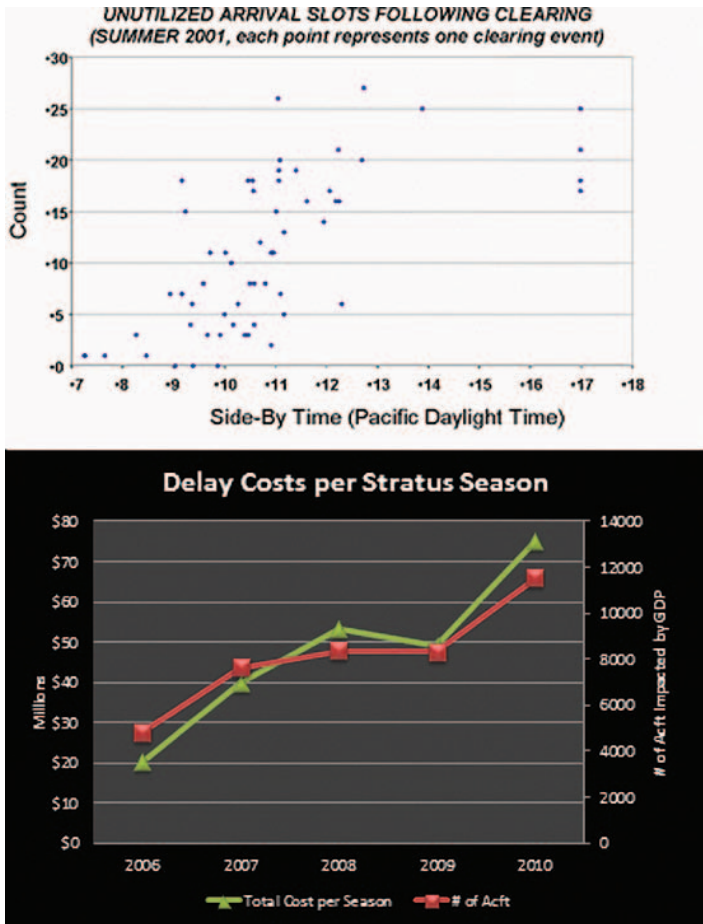 UNUTILIZED ARRIVAL SLOTS FOLLOWING CLEARING
(SUMMER 2001, each point represents one clearing event)
Count
•30
•25
•20
•15
•10
•5
•0
•7 •8 •9 •10 •11 •12 •13 •14 •15 •16 •17 •18
Side-By Time (Pacific Daylight Time)
Delay Costs per Stratus Season
Millions
$80
$70
$60
$50
$40
$30
$20
$10
$0
14000
12000
10000
8000
6000
4000
2000
0
# of Acft Impacted by GDP
2006 2007 2008 2009 2010
Total Cost per Season # of Acft